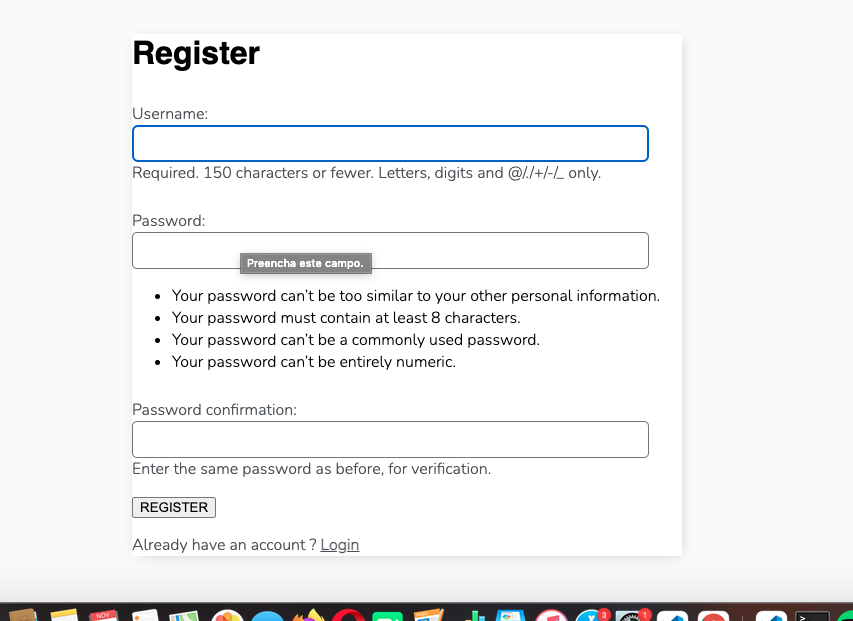 Register
Username:
Required. 150 characters or fewer. Letters, digits and @/./+/-/_ only.
Password:
Preencha este campo.
Your password can’t be too similar to your other personal information.
Your password must contain at least 8 characters.
Your password can’t be a commonly used password.
Your password can’t be entirely numeric.
Password confirmation:
Enter the same password as before, for verification.
REGISTER
Already have an account ? Login
NOV
3
1
>_